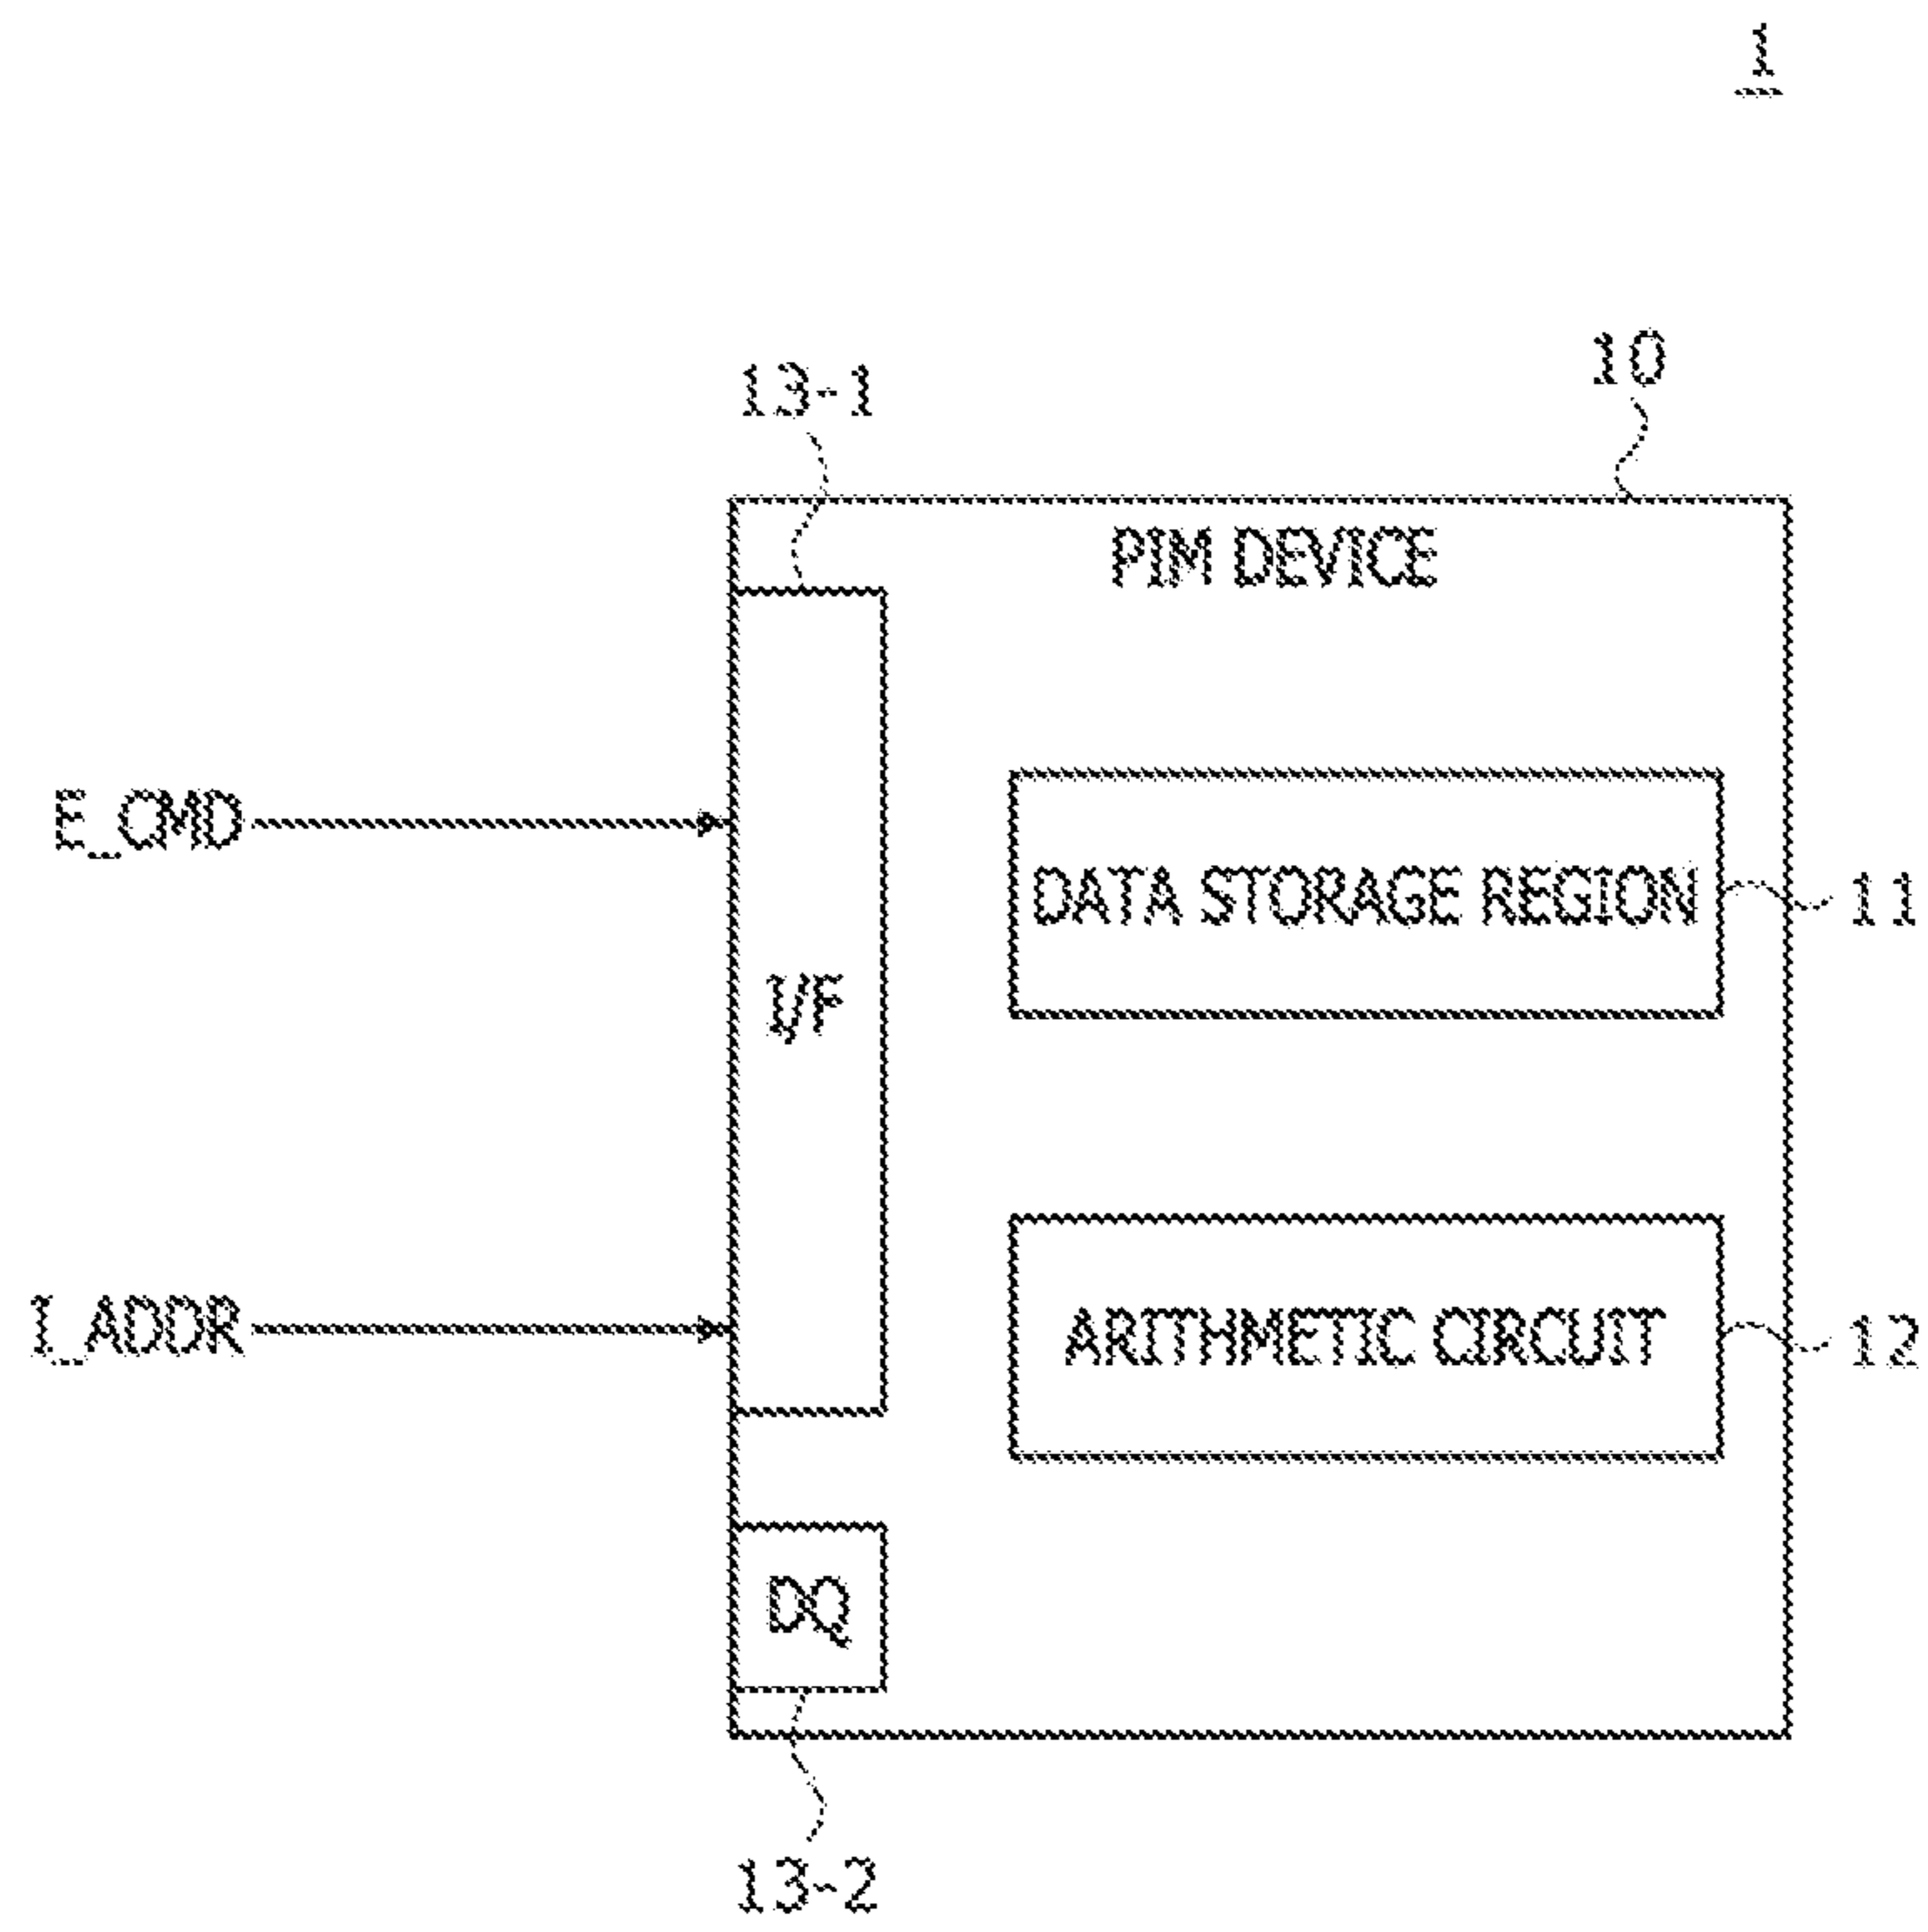 1
10
13-1
PIM DEVICE
E_CMD
DATA STORAGE REGION
11
I/F
I_ADDR
ARITHMETIC CIRCUIT
12
DQ
13-2